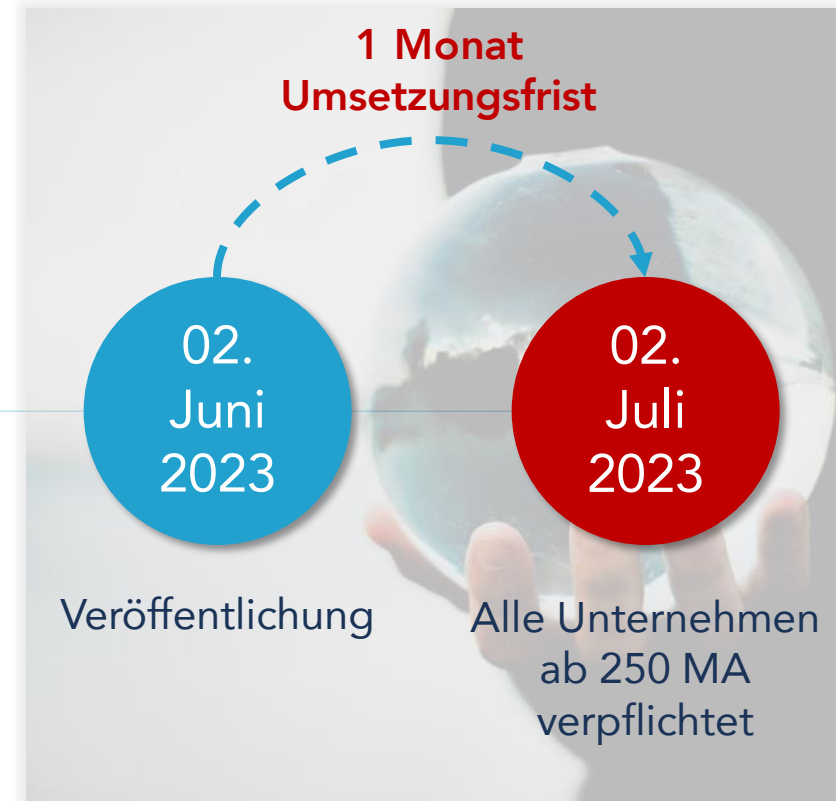 1 Monat
Umsetzungsfrist
02.
Juni
2023
02.
Juli
2023
Veröffentlichung
Alle Unternehmen
ab 250 MA
verpflichtet